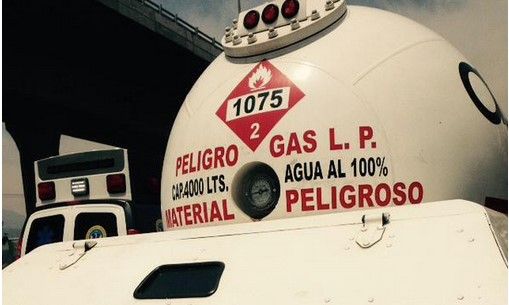 1075
2
PELIGRO GAS L. P.
CAP.4000 LTS. AGUA AL 100%
MATERIAL PELIGROSO